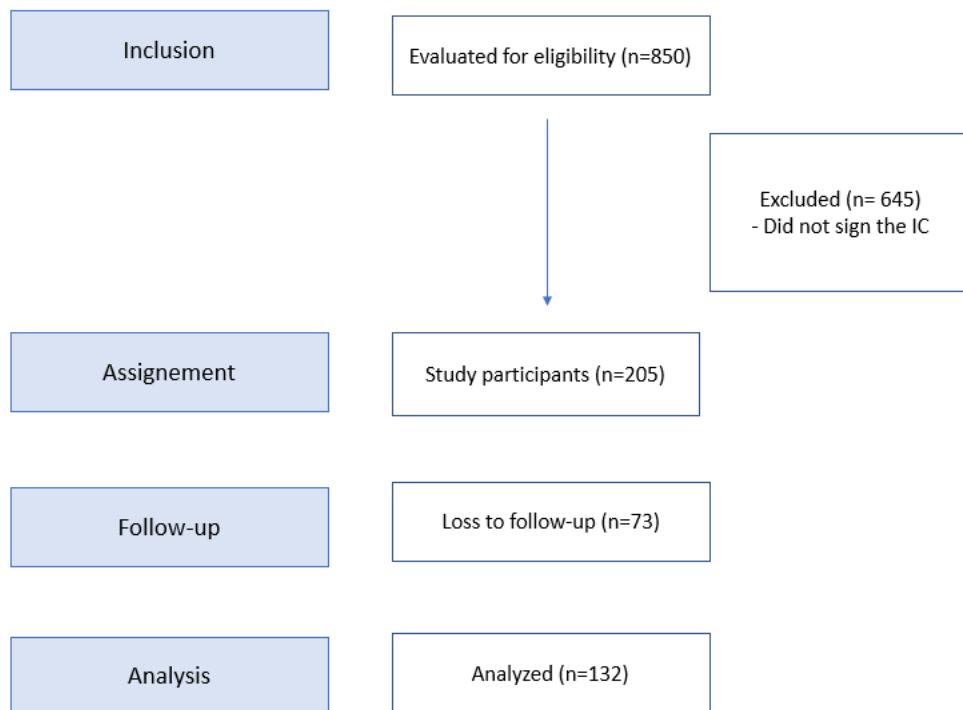 Inclusion
Evaluated for eligibility (n=850)
Excluded (n= 645)
- Did not sign the IC
Assignement
Study participants (n=205)
Follow-up
Loss to follow-up (n=73)
Analysis
Analyzed (n=132)